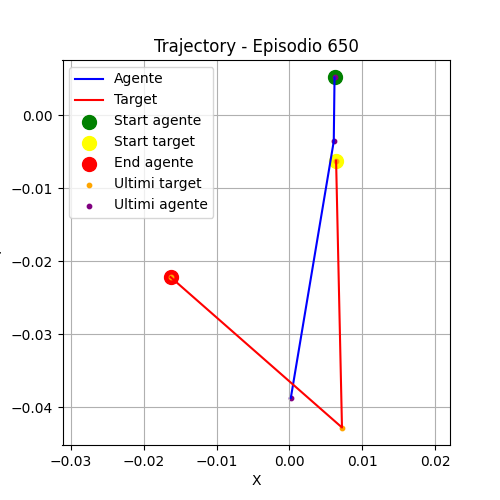 Trajectory - Episodio 650
Agente
Target
Start agente
Start target
End agente
Ultimi target
Ultimi agente
0.00
−0.01
−0.02
−0.03
−0.04
−0.03
−0.02
−0.01
0.00
0.01
0.02
X